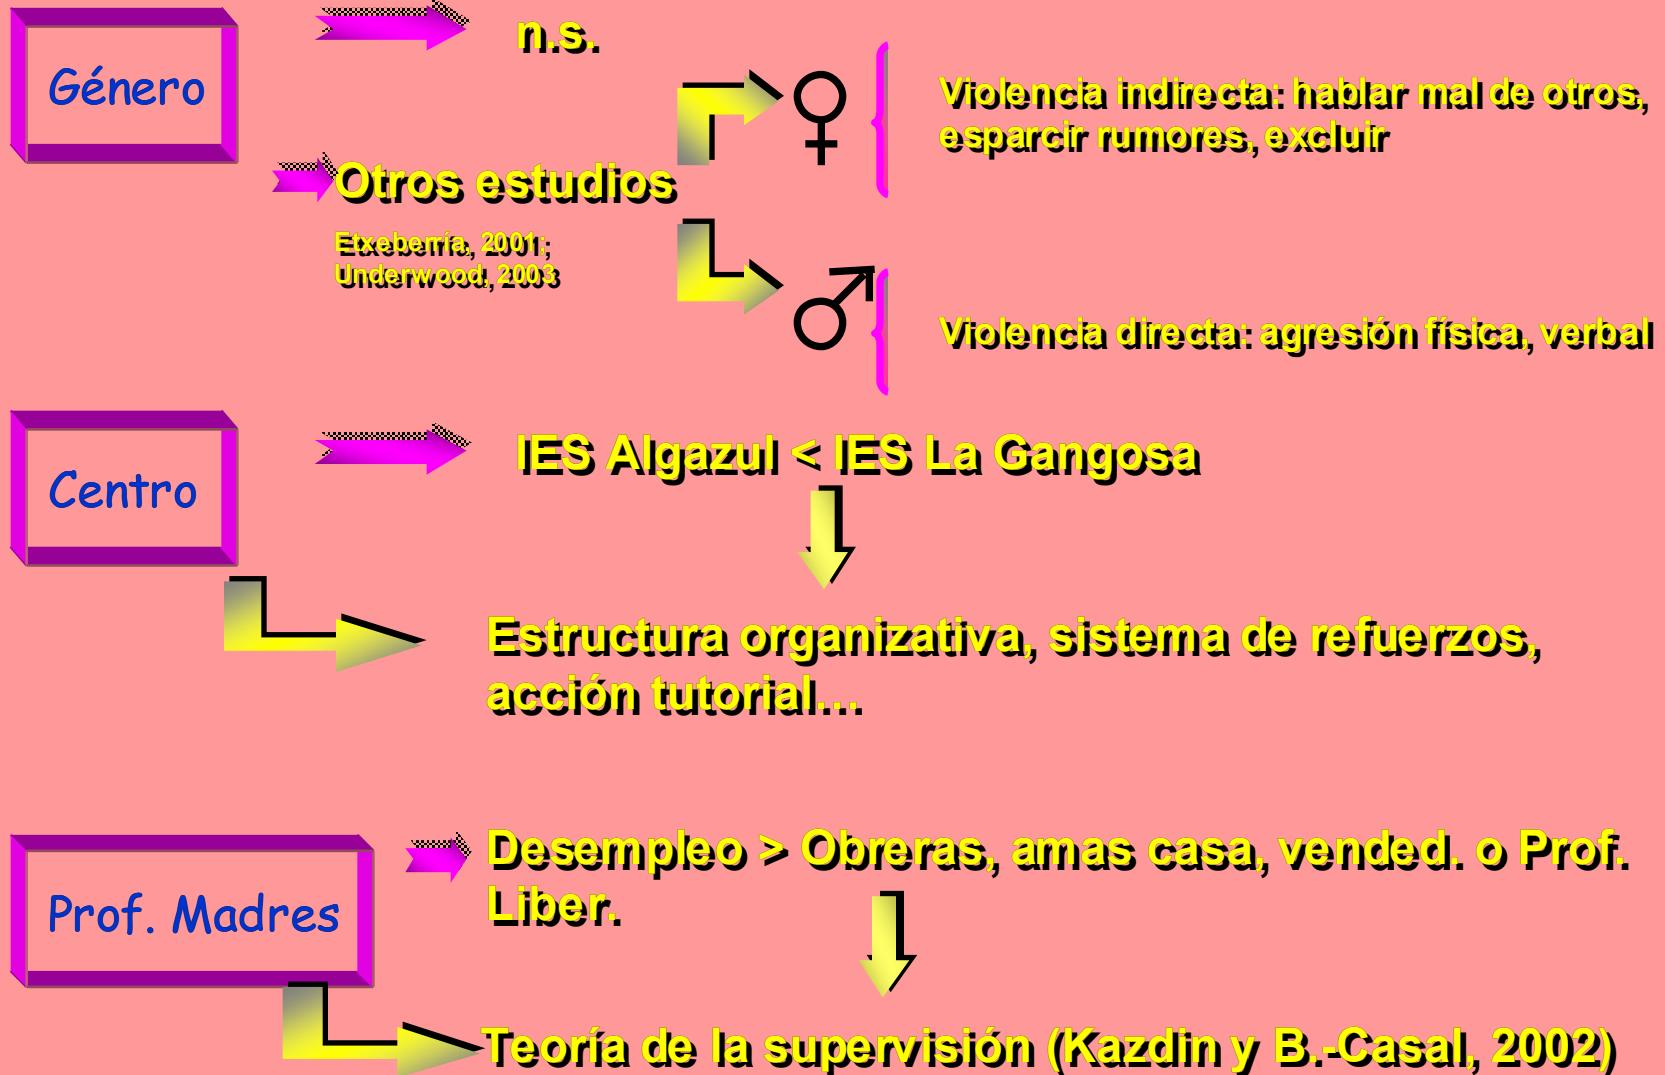 Género
n.s.
Otros estudios
Etxeberria, 2001;
Underwood, 2003
Violencia indirecta: hablar mal de otros,
esparcir rumores, excluir
Violencia directa: agresión física, verbal
Centro
IES Algazul < IES La Gangosa
Estructura organizativa, sistema de refuerzos,
acción tutorial...
Prof. Madres
Desempleo > Obreras, amas casa, vended. o Prof.
Liber.
Teoría de la supervisión (Kazdin y B.-Casal, 2002)